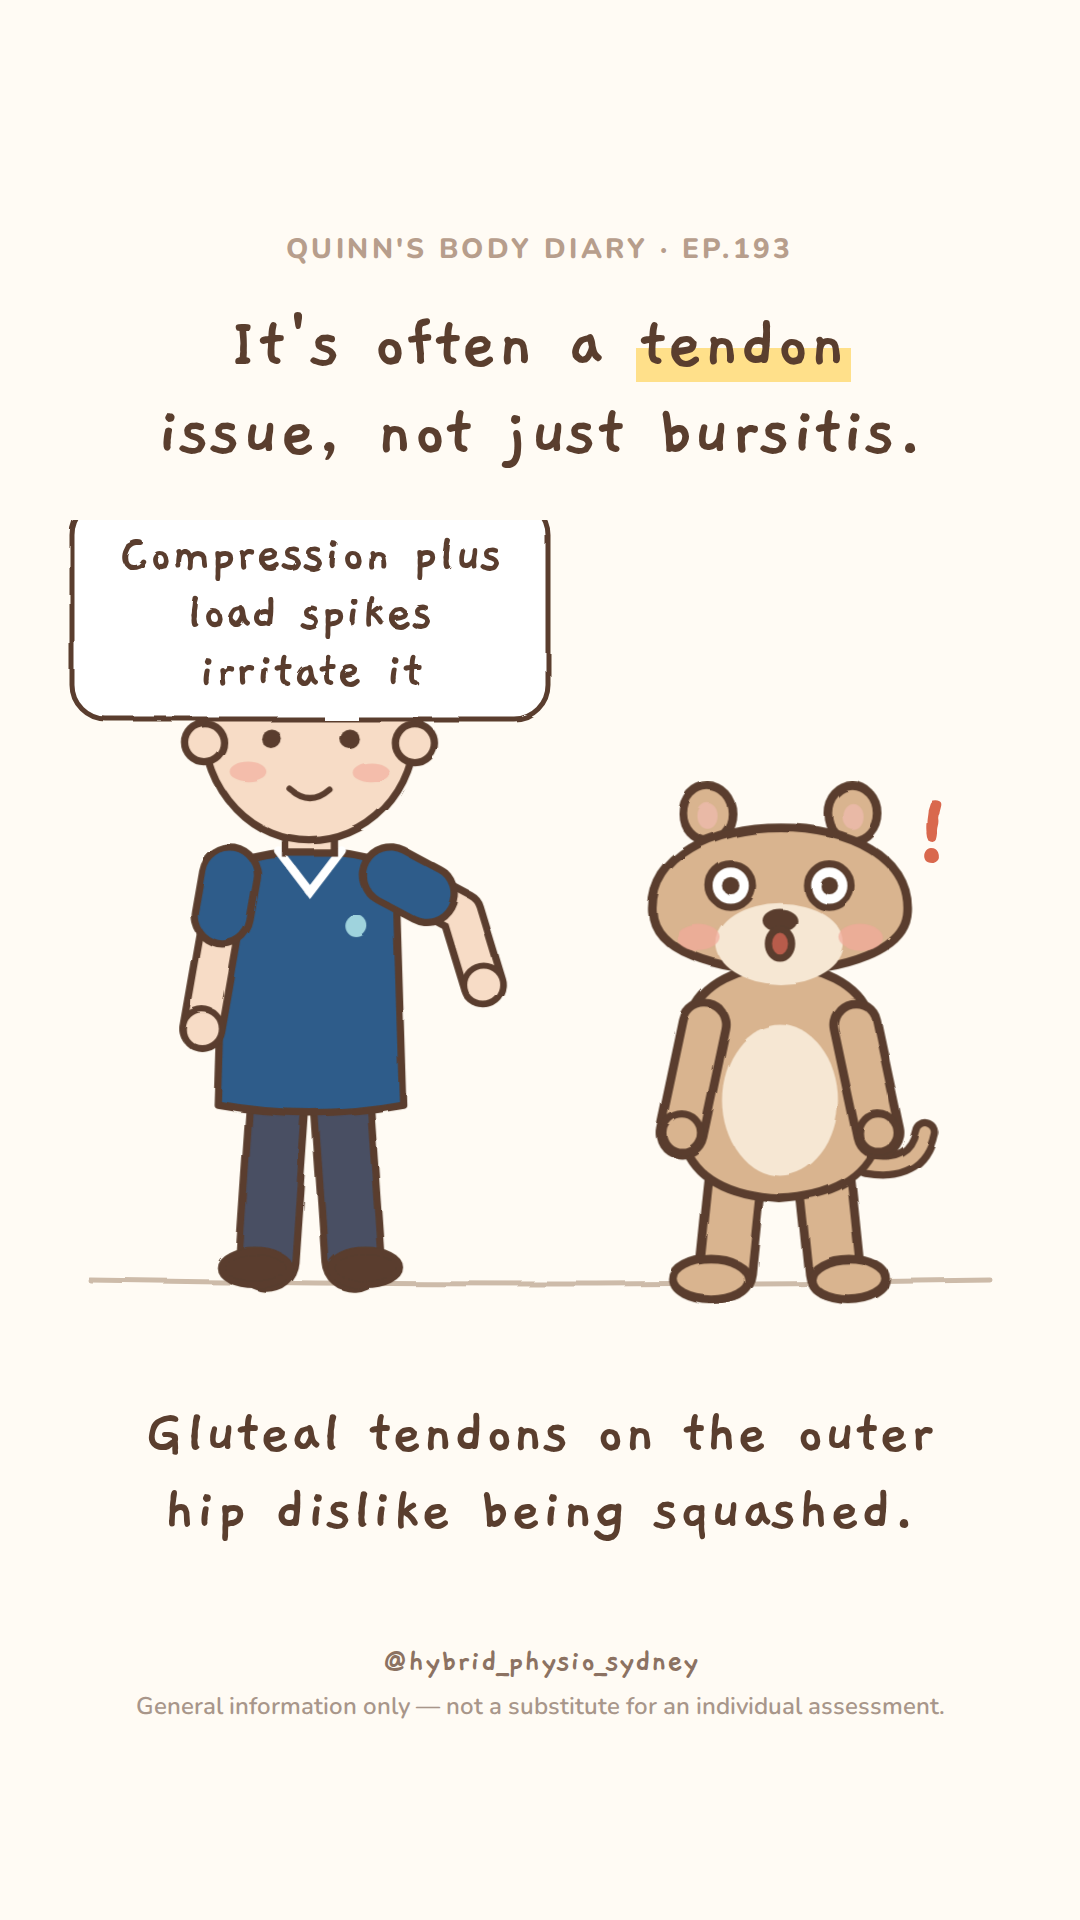 QUINN'S BODY DIARY · EP.193
It's often a tendon
issue, not just bursitis.
Compression plus
load spikes
irritate it
!
Gluteal tendons on the outer
hip dislike being squashed.
@hybrid_physio_sydney
General information only — not a substitute for an individual assessment.